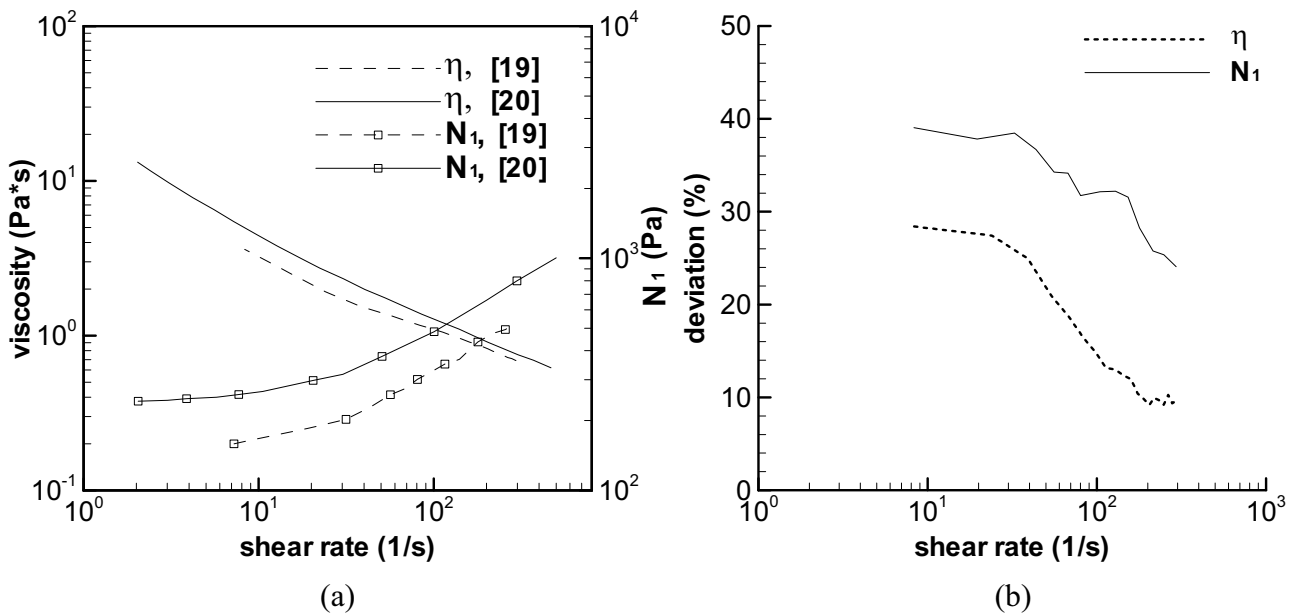 10²
10¹
10⁰
10⁻¹
viscosity (Pa*s)
η, [19]
η, [20]
N₁, [19]
N₁, [20]
10⁴
10³
10²
N₁ (Pa)
10⁰
10¹
10²
shear rate (1/s)
(a)
50
40
30
20
10
0
deviation (%)
η
N₁
10⁰
10¹
10²
10³
shear rate (1/s)
(b)